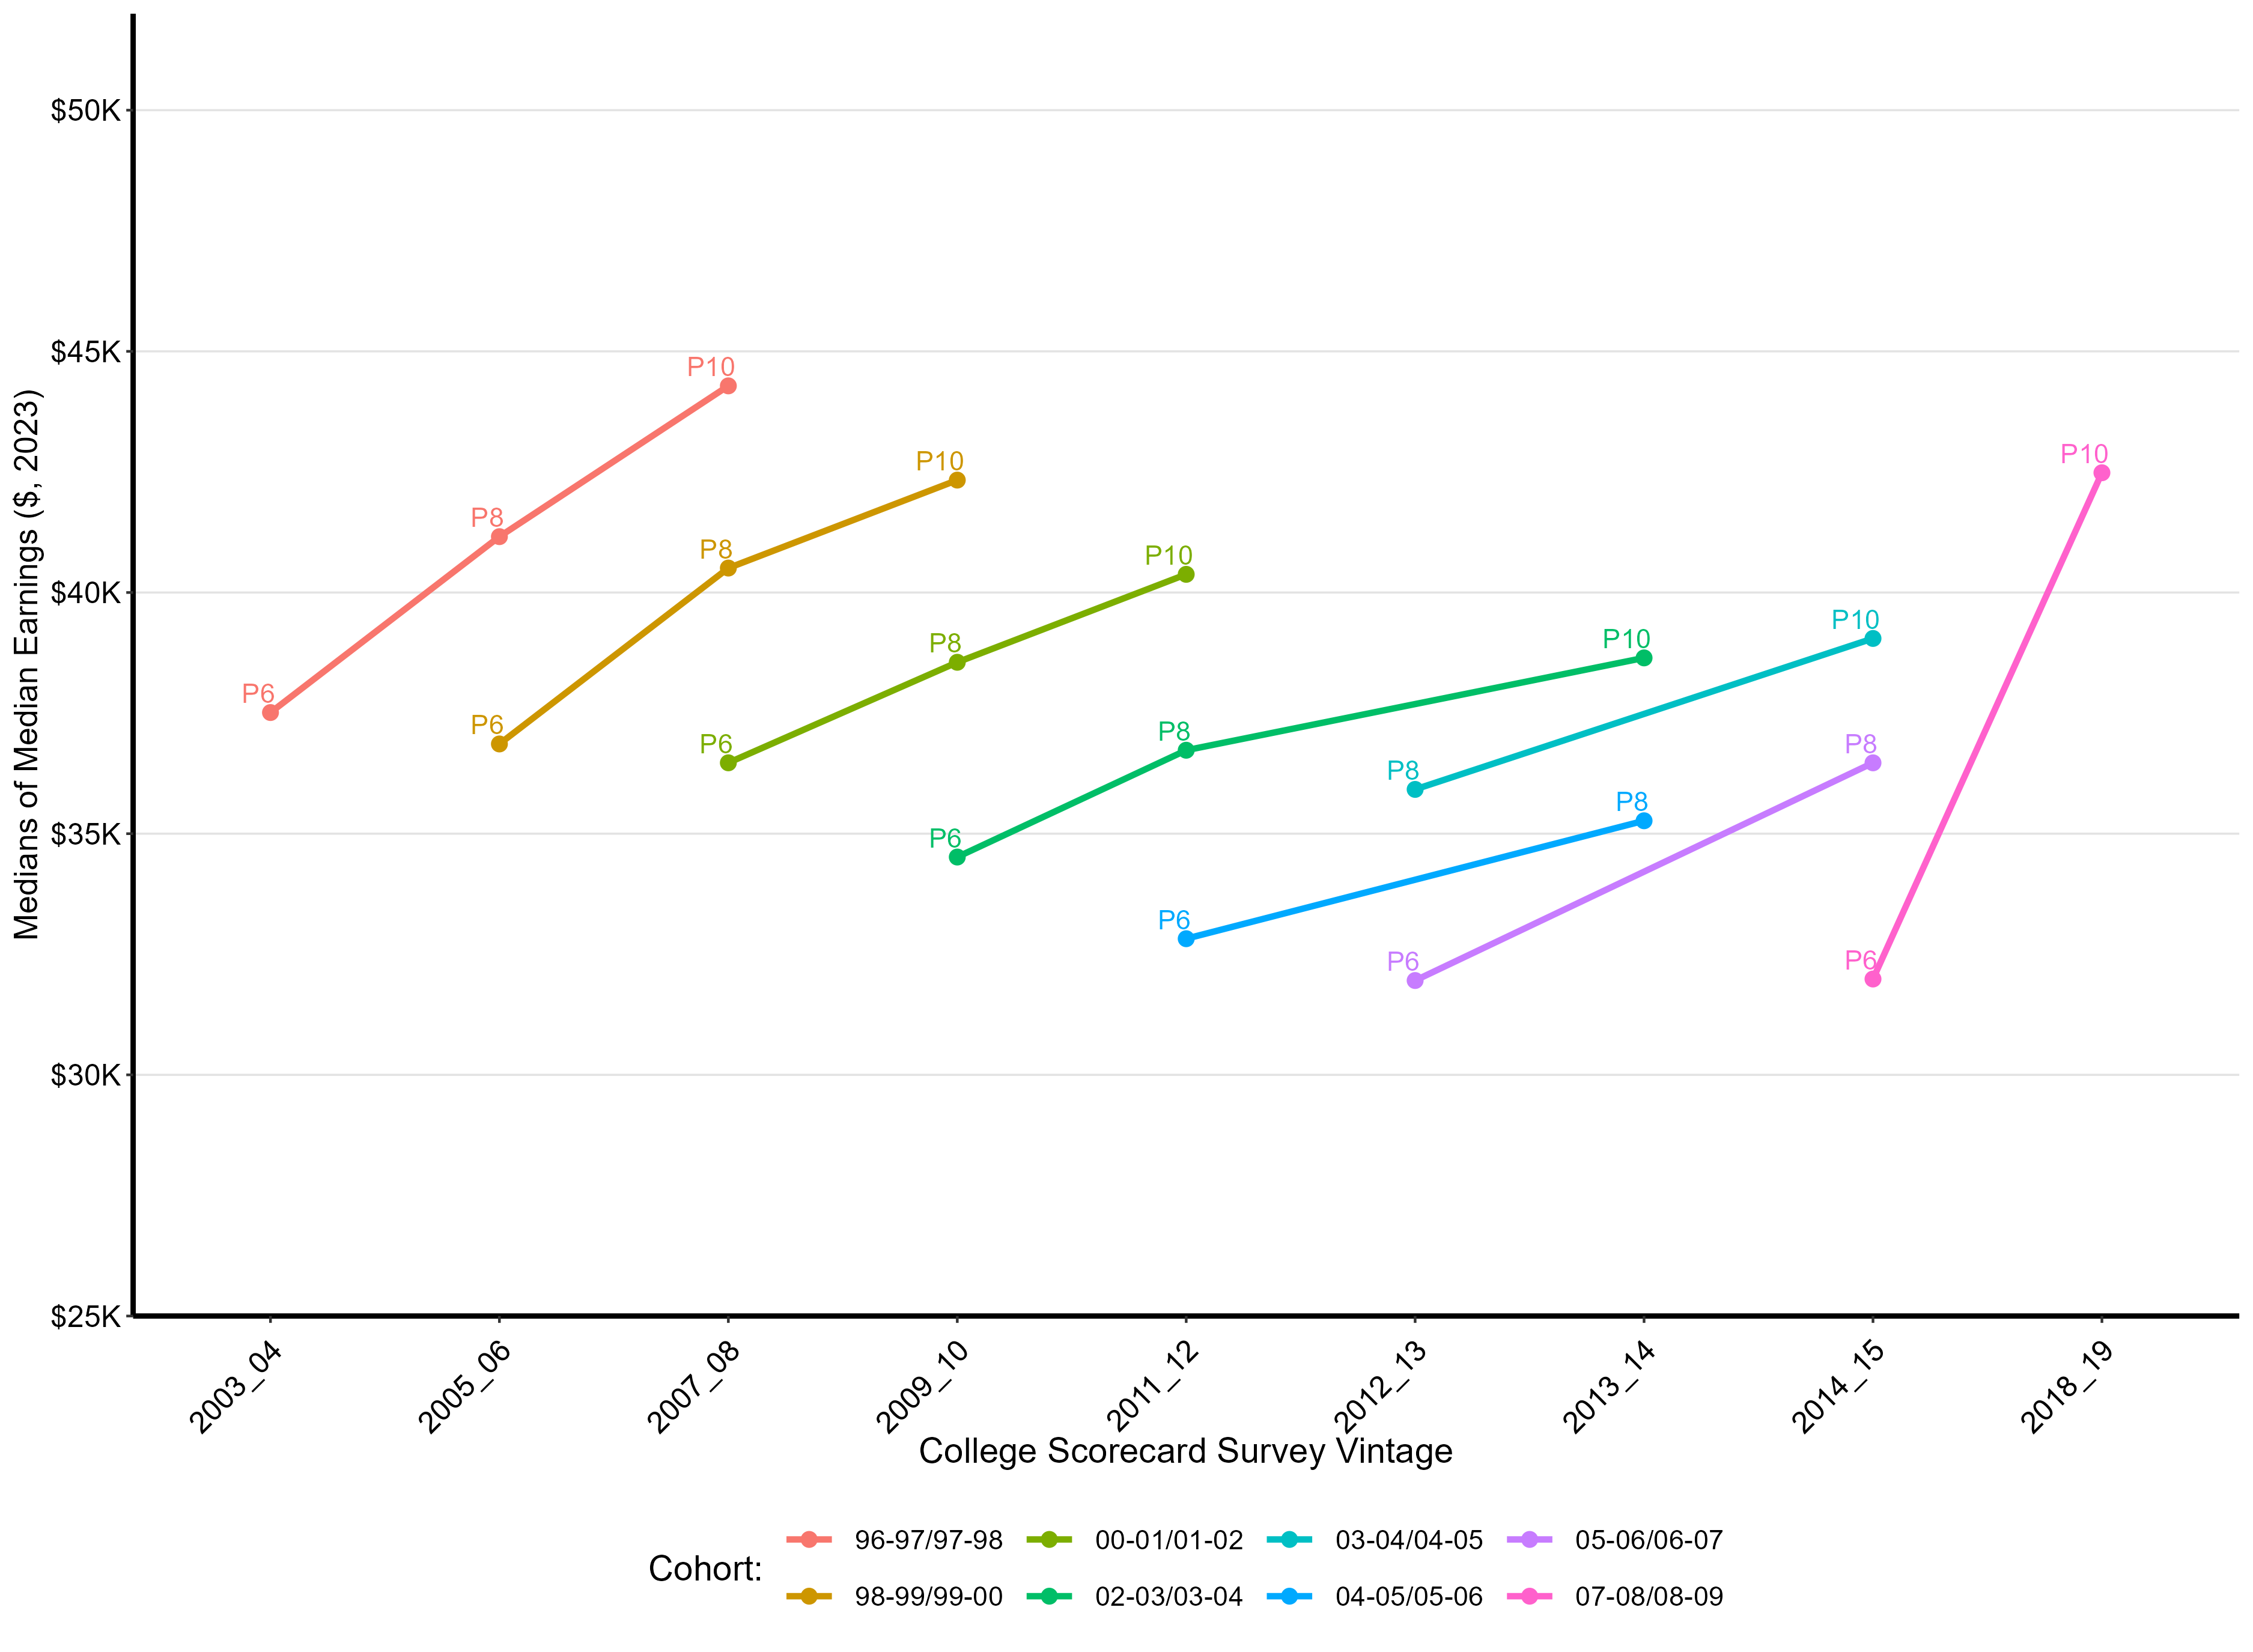 $50K
$45K
$40K
$35K
$30K
$25K
Medians of Median Earnings ($, 2023)
P10
P10
P10
P8
P8
P10
P10
P10
P8
P6
P6
P6
P8
P8
P8
P8
P6
P6
P6
P6
2003_04
2005_06
2007_08
2009_10
2011_12
2012_13
2013_14
2014_15
2018_19
College Scorecard Survey Vintage
Cohort:
96-97/97-98
00-01/01-02
03-04/04-05
05-06/06-07
98-99/99-00
02-03/03-04
04-05/05-06
07-08/08-09